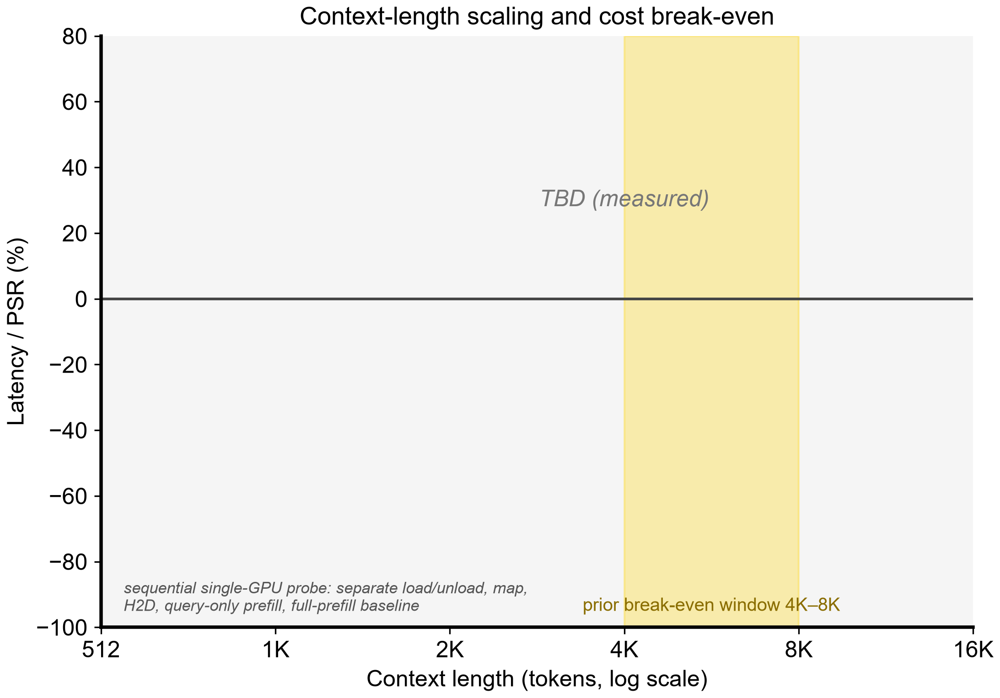 Context-length scaling and cost break-even
80
60
40
20
0
−20
−40
−60
−80
−100
Latency / PSR (%)
TBD (measured)
sequential single-GPU probe: separate load/unload, map,
H2D, query-only prefill, full-prefill baseline
prior break-even window 4K–8K
512
1K
2K
4K
8K
16K
Context length (tokens, log scale)